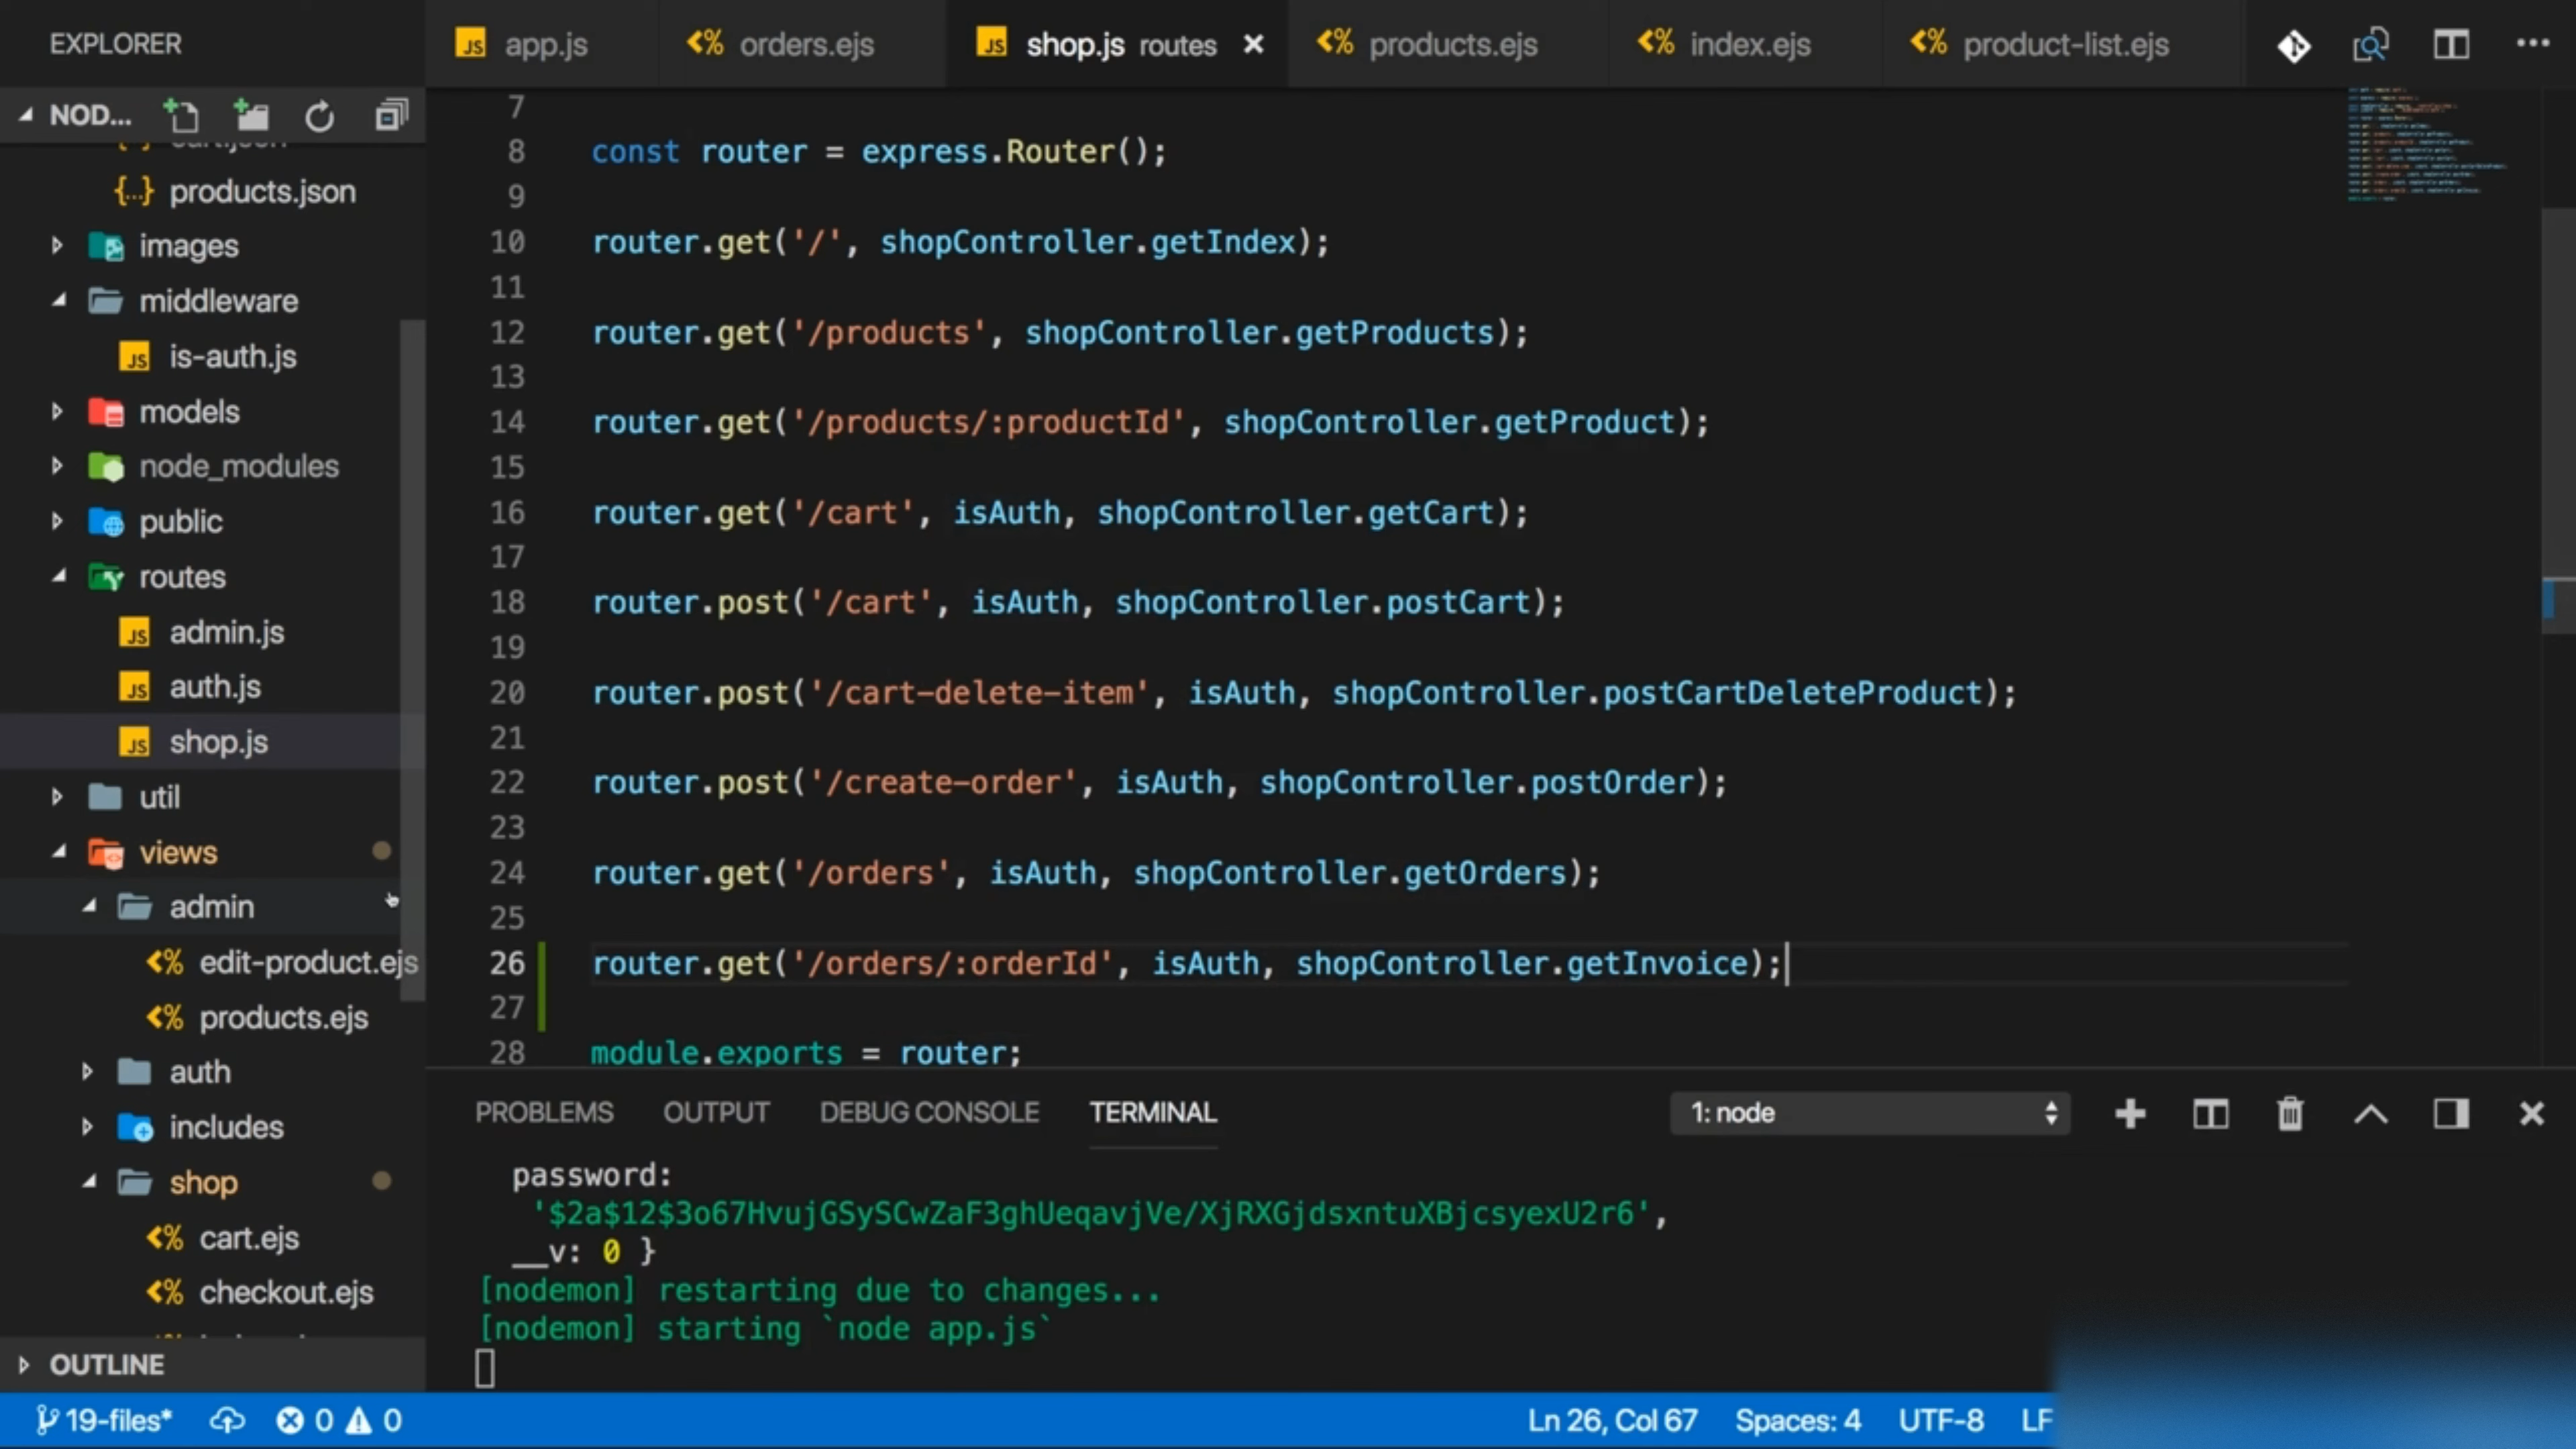 EXPLORER
app.js
orders.ejs
shop.js routes
products.ejs
index.ejs
product-list.ejs
NOD...
cart.json
products.json
images
middleware
is-auth.js
models
node_modules
public
routes
admin.js
auth.js
shop.js
util
views
admin
edit-product.ejs
products.ejs
auth
includes
shop
cart.ejs
checkout.ejs
OUTLINE
7
8 const router = express.Router();
9
10 router.get('/', shopController.getIndex);
11
12 router.get('/products', shopController.getProducts);
13
14 router.get('/products/:productId', shopController.getProduct);
15
16 router.get('/cart', isAuth, shopController.getCart);
17
18 router.post('/cart', isAuth, shopController.postCart);
19
20 router.post('/cart-delete-item', isAuth, shopController.postCartDeleteProduct);
21
22 router.post('/create-order', isAuth, shopController.postOrder);
23
24 router.get('/orders', isAuth, shopController.getOrders);
25
26 router.get('/orders/:orderId', isAuth, shopController.getInvoice);
27
28 module.exports = router;
PROBLEMS OUTPUT DEBUG CONSOLE TERMINAL 1: node
password:
'$2a$12$3o67HvujGSySCwZaF3ghUeqavjVe/XjRXGjdsxntuXBjcsyexU2r6',
__v: 0 }
[nodemon] restarting due to changes...
[nodemon] starting `node app.js`
19-files* 0 0 Ln 26, Col 67 Spaces: 4 UTF-8 LF